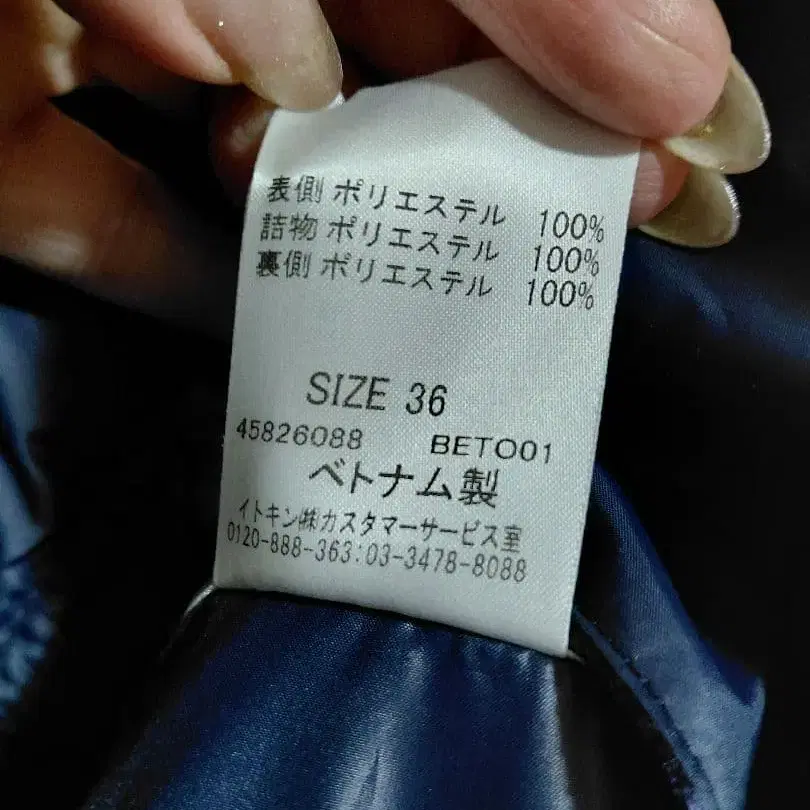 表側 ポリエステル 100%
詰物 ポリエステル 100%
裏側 ポリエステル 100%
SIZE 36
45826088 BETO01
ベトナム製
イトキン㈱カスタマーサービス室
0120-888-363:03-3478-8088